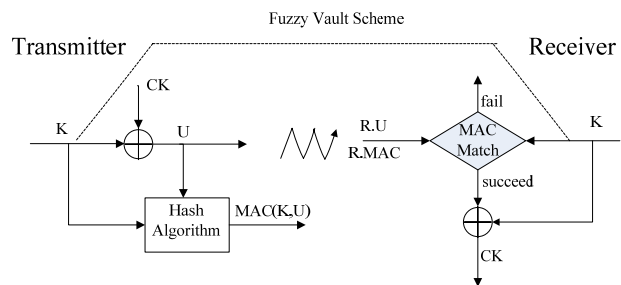 Fuzzy Vault Scheme
Transmitter
Receiver
CK
K
U
Hash
Algorithm
MAC(K,U)
R.U
R.MAC
fail
MAC
Match
K
succeed
CK